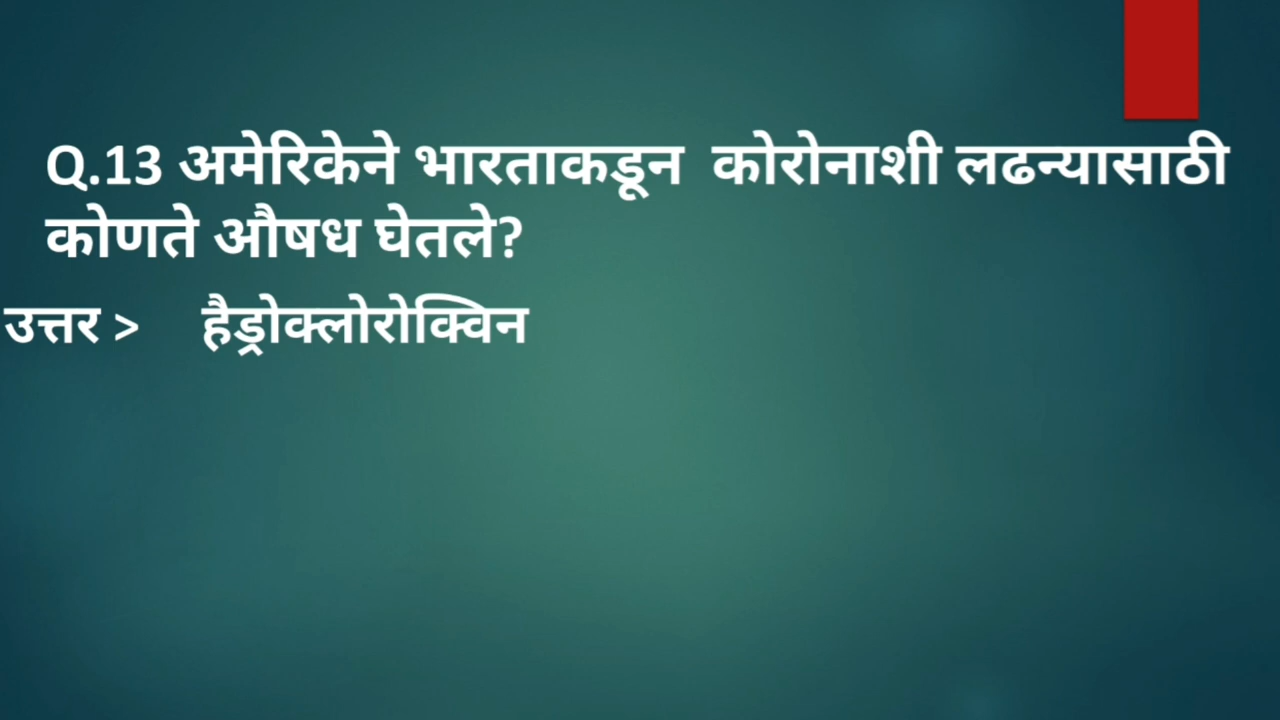 Q.13 अमेरिकेने भारताकडून कोरोनाशी लढन्यासाठी
कोणते औषध घेतले?
उत्तर > हैड्रोक्लोरोक्विन